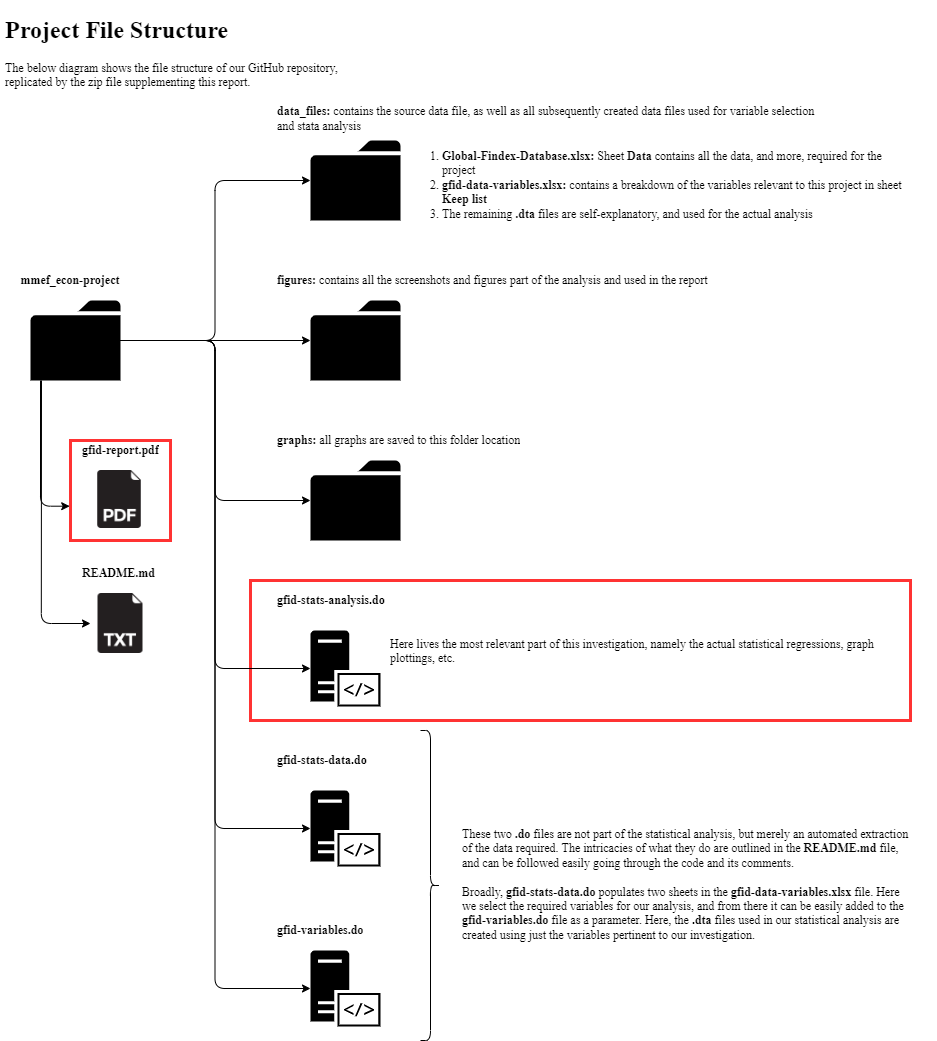 Project File Structure
The below diagram shows the file structure of our GitHub repository,
replicated by the zip file supplementing this report.
data_files: contains the source data file, as well as all subsequently created data files used for variable selection
and stata analysis
1. Global-Findex-Database.xlsx: Sheet Data contains all the data, and more, required for the
project
2. gfid-data-variables.xlsx: contains a breakdown of the variables relevant to this project in sheet
Keep list
3. The remaining .dta files are self-explanatory, and used for the actual analysis
mmef_econ-project
figures: contains all the screenshots and figures part of the analysis and used in the report
gfid-report.pdf
PDF
graphs: all graphs are saved to this folder location
README.md
TXT
gfid-stats-analysis.do
Here lives the most relevant part of this investigation, namely the actual statistical regressions, graph
plottings, etc.
</>
gfid-stats-data.do
</>
These two .do files are not part of the statistical analysis, but merely an automated extraction
of the data required. The intricacies of what they do are outlined in the README.md file,
and can be followed easily going through the code and its comments.
Broadly, gfid-stats-data.do populates two sheets in the gfid-data-variables.xlsx file. Here
we select the required variables for our analysis, and from there it can be easily added to the
gfid-variables.do file as a parameter. Here, the .dta files used in our statistical analysis are
created using just the variables pertinent to our investigation.
gfid-variables.do
</>